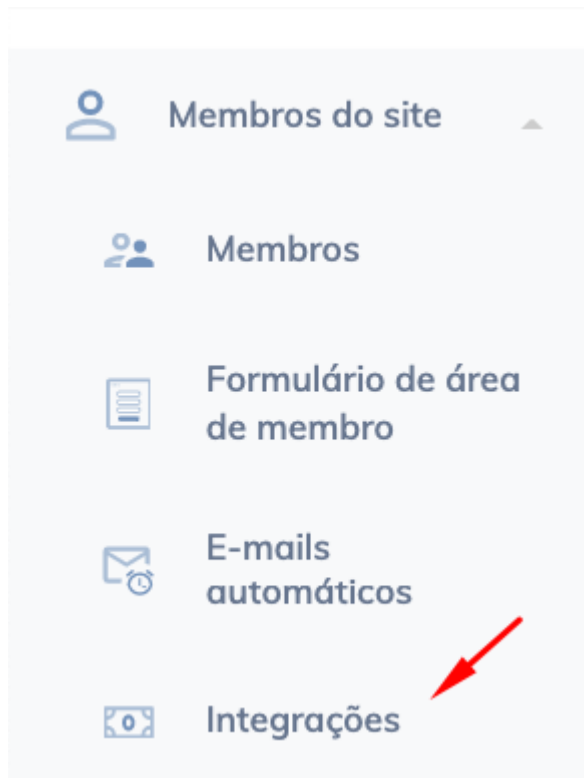 Membros do site
Membros
Formulário de área
de membro
E-mails
automáticos
Integrações